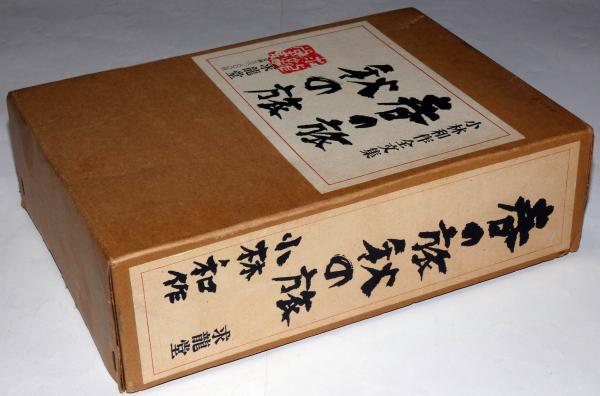 小林和作全文集
春の旅
秋の旅
求龍堂
春の旅秋の旅
小林和作
求龍堂